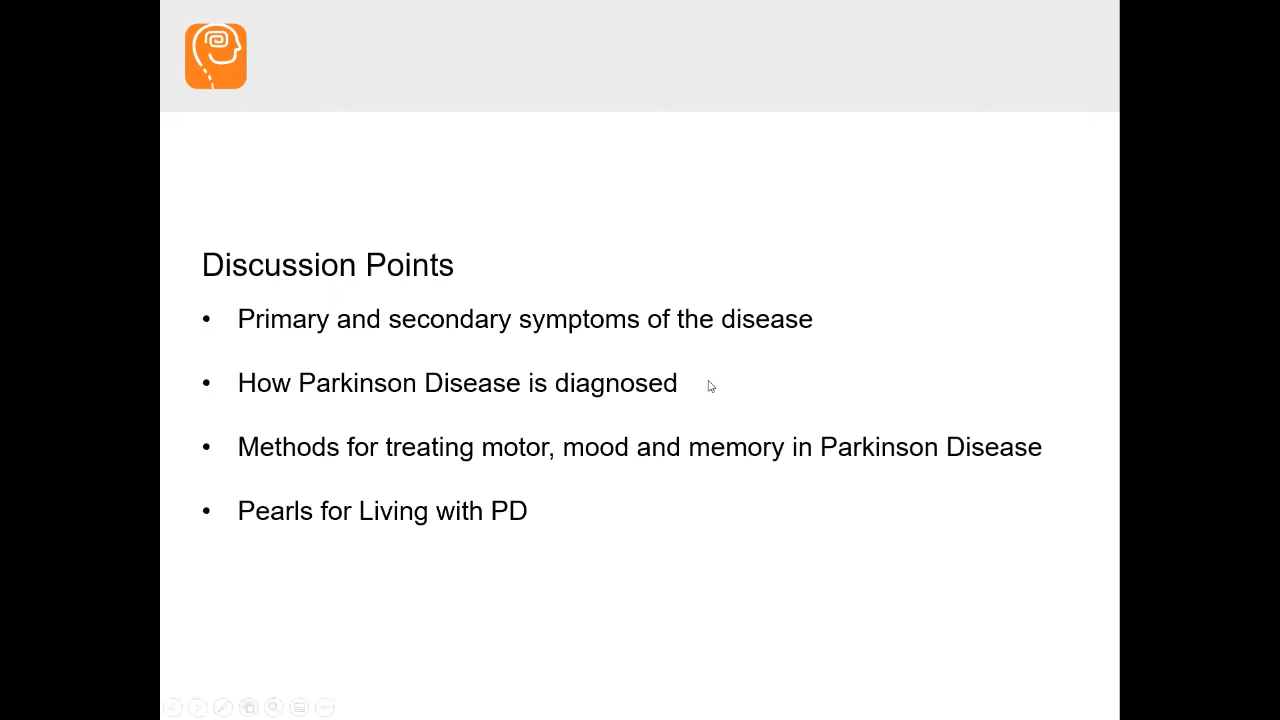 Discussion Points
• Primary and secondary symptoms of the disease
• How Parkinson Disease is diagnosed
• Methods for treating motor, mood and memory in Parkinson Disease
• Pearls for Living with PD